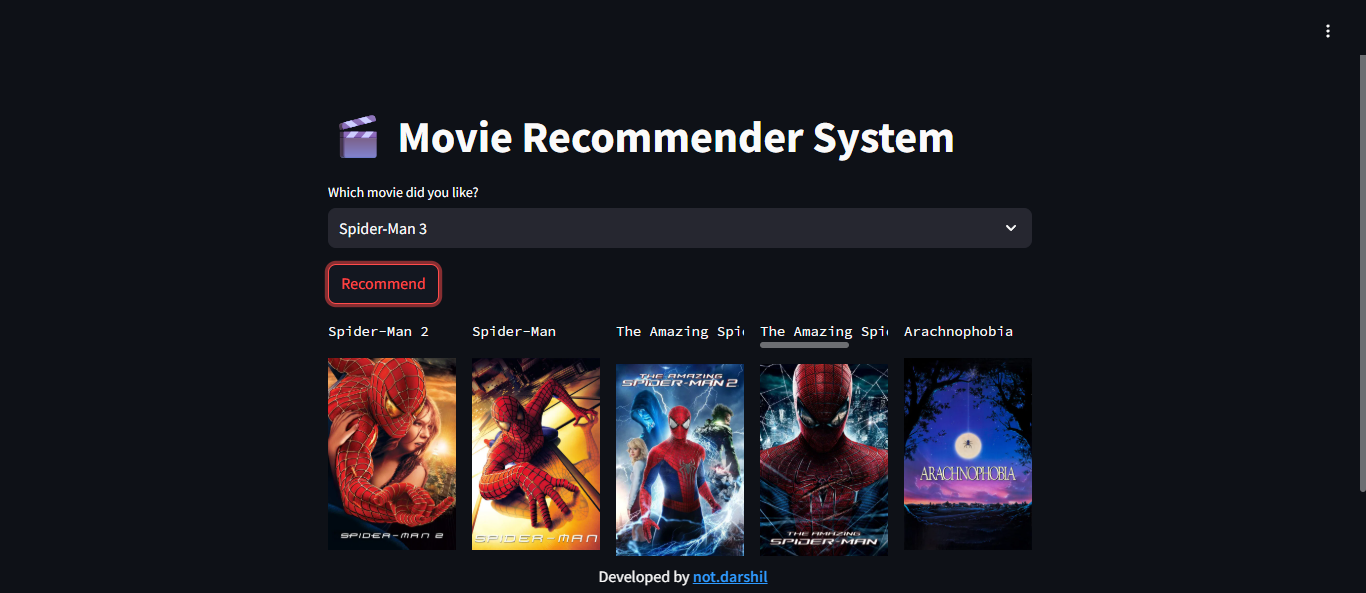 Movie Recommender System
Which movie did you like?
Spider-Man 3
Recommend
Spider-Man 2
Spider-Man
The Amazing Spi
The Amazing Spi
Arachnophobia
SPIDER-MAN 2
SPIDER-MAN
THE AMAZING
SPIDER-MAN 2
THE AMAZING
SPIDER-MAN
ARACHNOPHOBIA
Developed by not.darshil